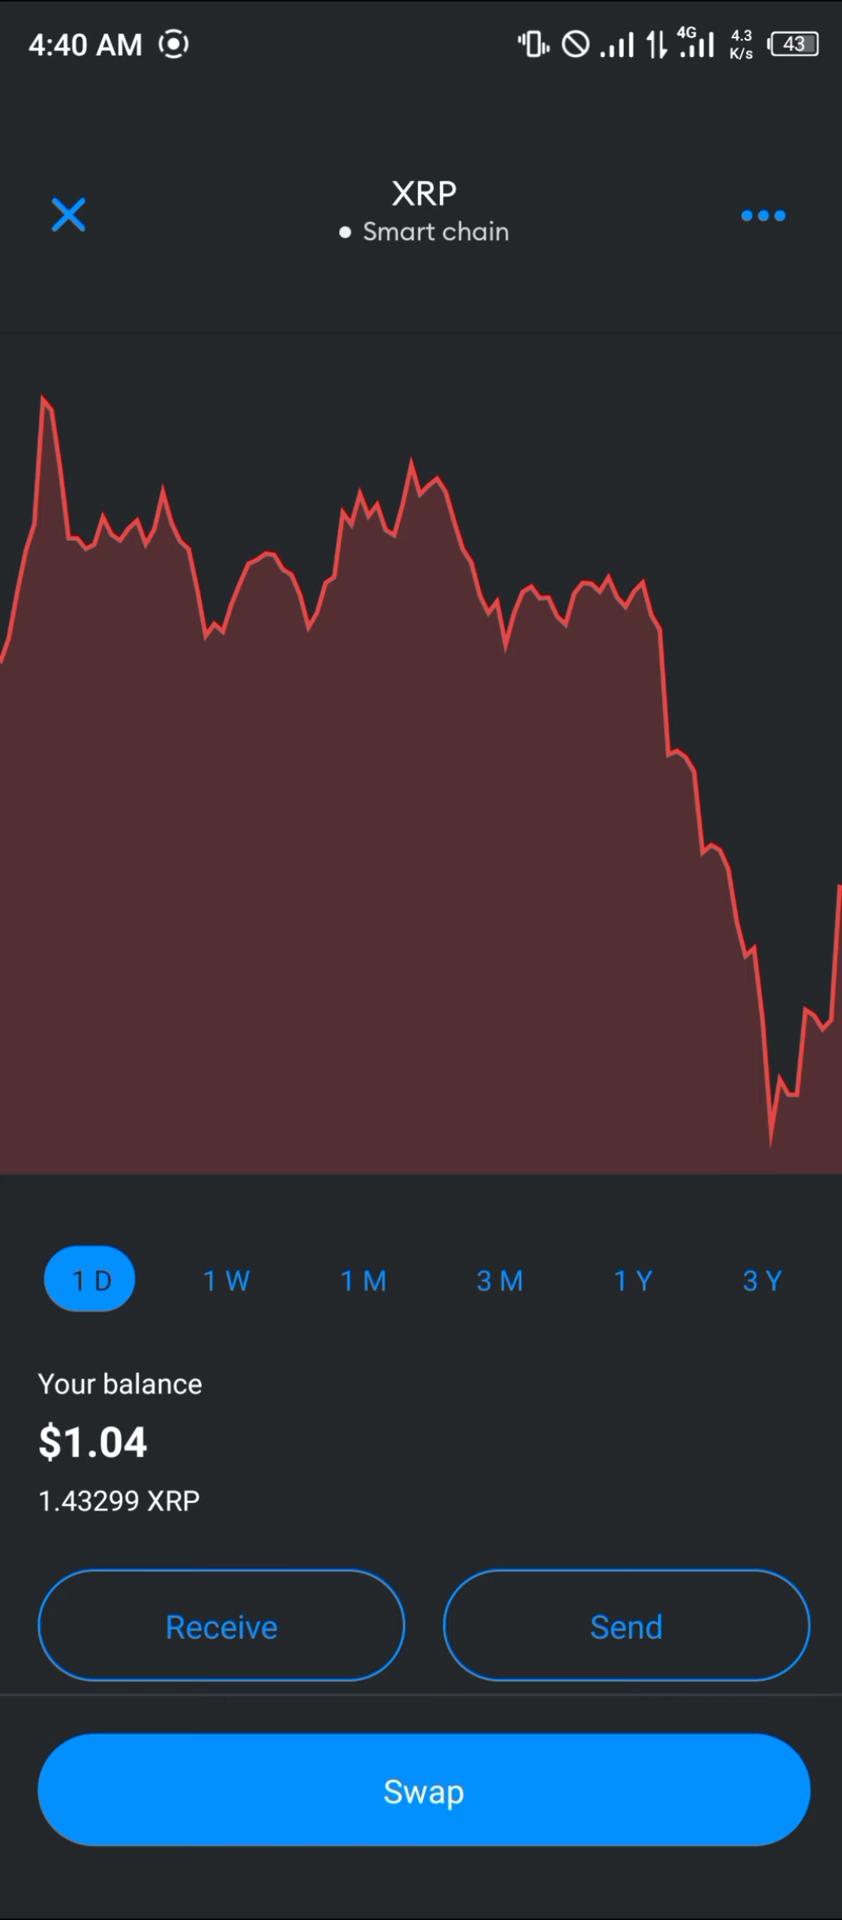 4:40 AM
4G
4.3
K/s
43
XRP
Smart chain
1 D 1 W 1 M 3 M 1 Y 3 Y
Your balance
$1.04
1.43299 XRP
Receive Send
Swap